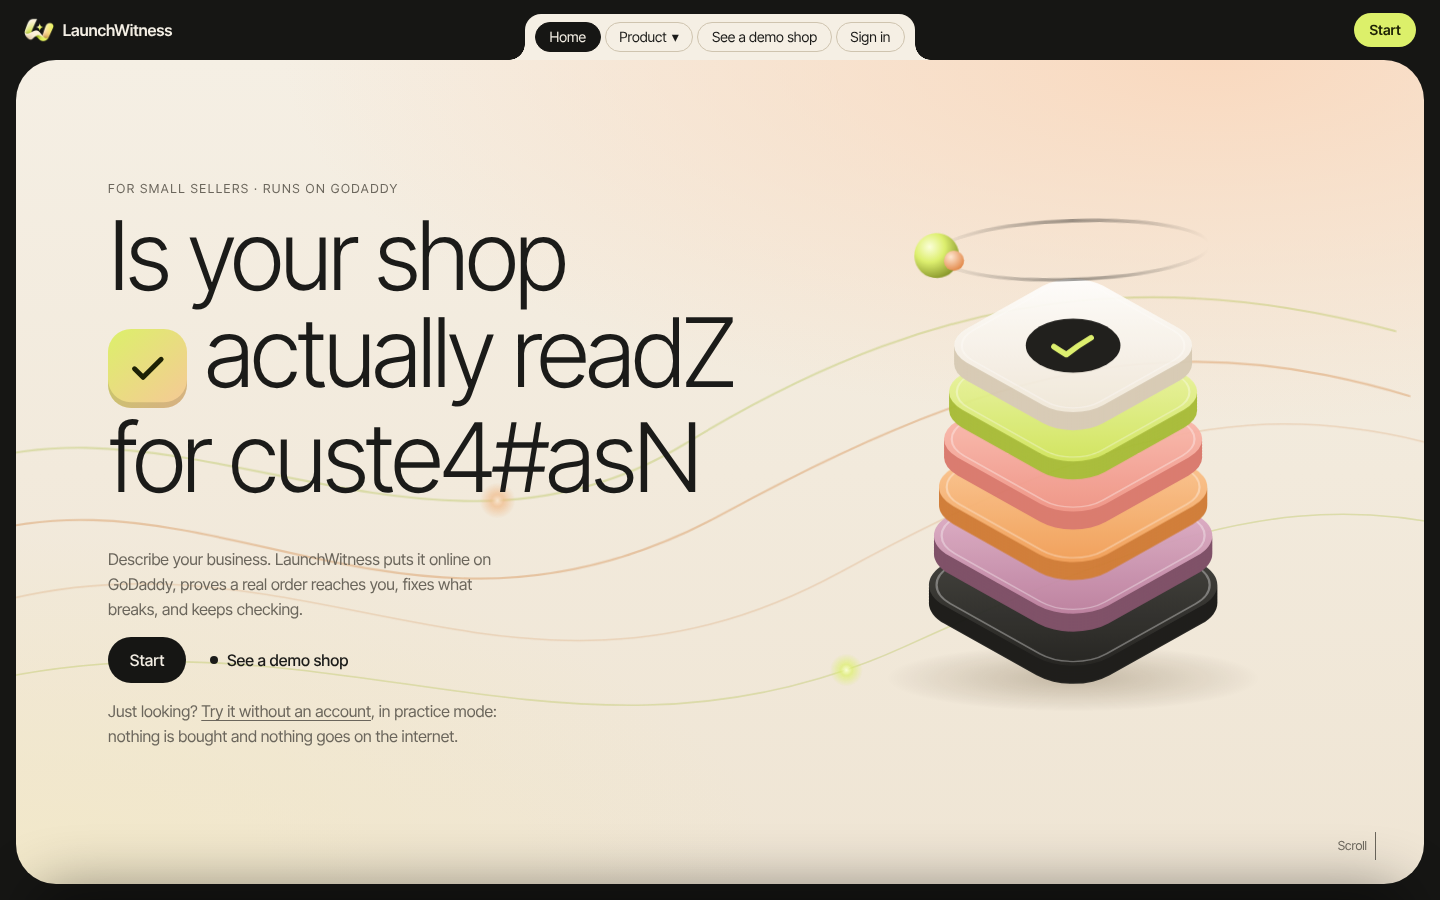 LaunchWitness
Home
Product ▾
See a demo shop
Sign in
Start
FOR SMALL SELLERS · RUNS ON GODADDY
Is your shop
actually readZ
for custe4#asN
Describe your business. LaunchWitness puts it online on
GoDaddy, proves a real order reaches you, fixes what
breaks, and keeps checking.
Start
See a demo shop
Just looking? Try it without an account, in practice mode:
nothing is bought and nothing goes on the internet.
Scroll